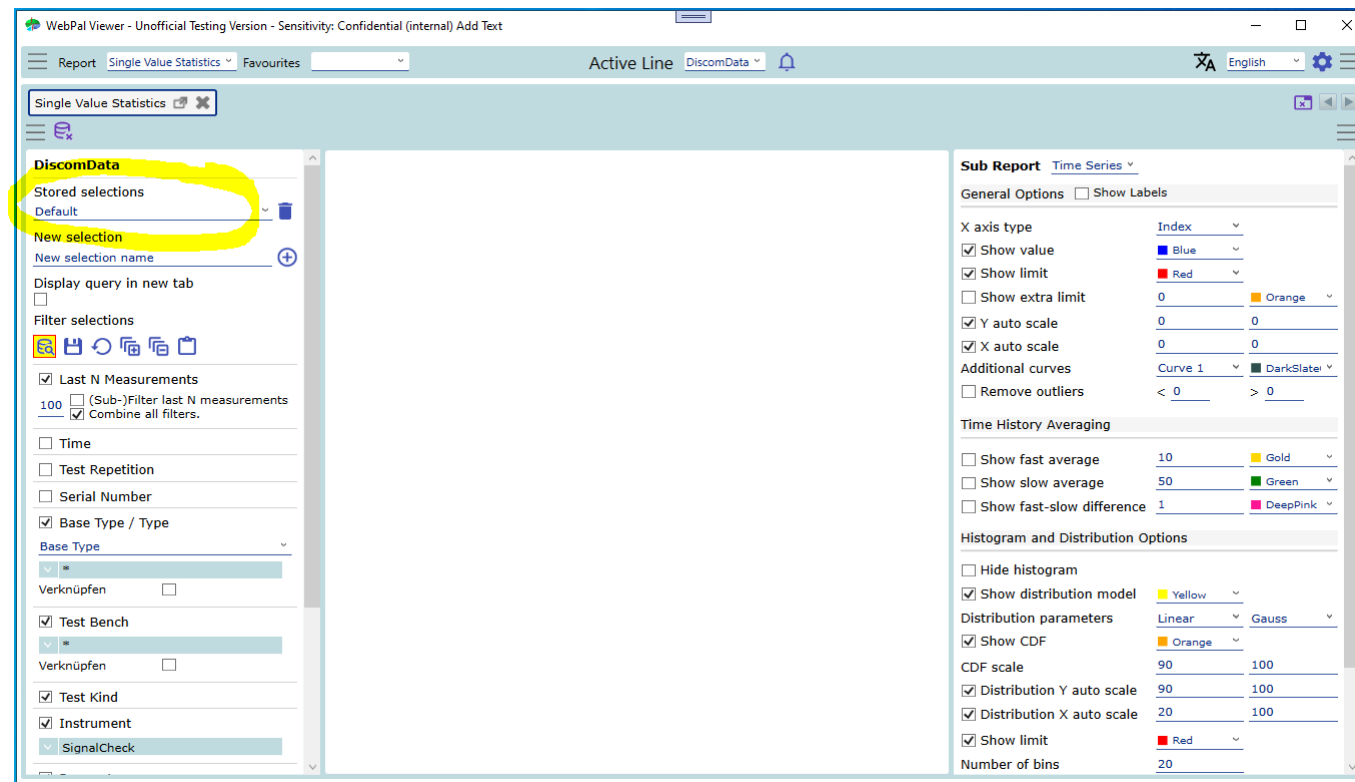 WebPal Viewer - Unofficial Testing Version - Sensitivity: Confidential (internal) Add Text
Report Single Value Statistics Favourites Active Line DiscomData English
Single Value Statistics
DiscomData
Stored selections
Default
New selection
New selection name
Display query in new tab
Filter selections
Last N Measurements
100 (Sub-)Filter last N measurements
Combine all filters.
Time
Test Repetition
Serial Number
Base Type / Type
Base Type
*
Verknüpfen
Test Bench
*
Verknüpfen
Test Kind
Instrument
SignalCheck
Sub Report Time Series
General Options Show Labels
X axis type Index
Show value Blue
Show limit Red
Show extra limit 0 Orange
Y auto scale 0 0
X auto scale 0 0
Additional curves Curve 1 DarkSlate
Remove outliers < 0 > 0
Time History Averaging
Show fast average 10 Gold
Show slow average 50 Green
Show fast-slow difference 1 DeepPink
Histogram and Distribution Options
Hide histogram
Show distribution model Yellow
Distribution parameters Linear Gauss
Show CDF Orange
CDF scale 90 100
Distribution Y auto scale 90 100
Distribution X auto scale 20 100
Show limit Red
Number of bins 20